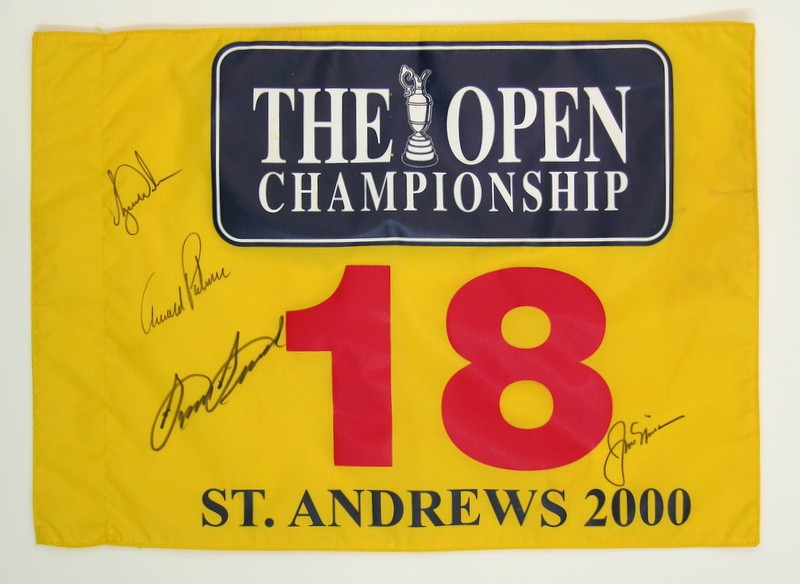 THE OPEN
CHAMPIONSHIP
Arnold Palmer
18
ST. ANDREWS 2000